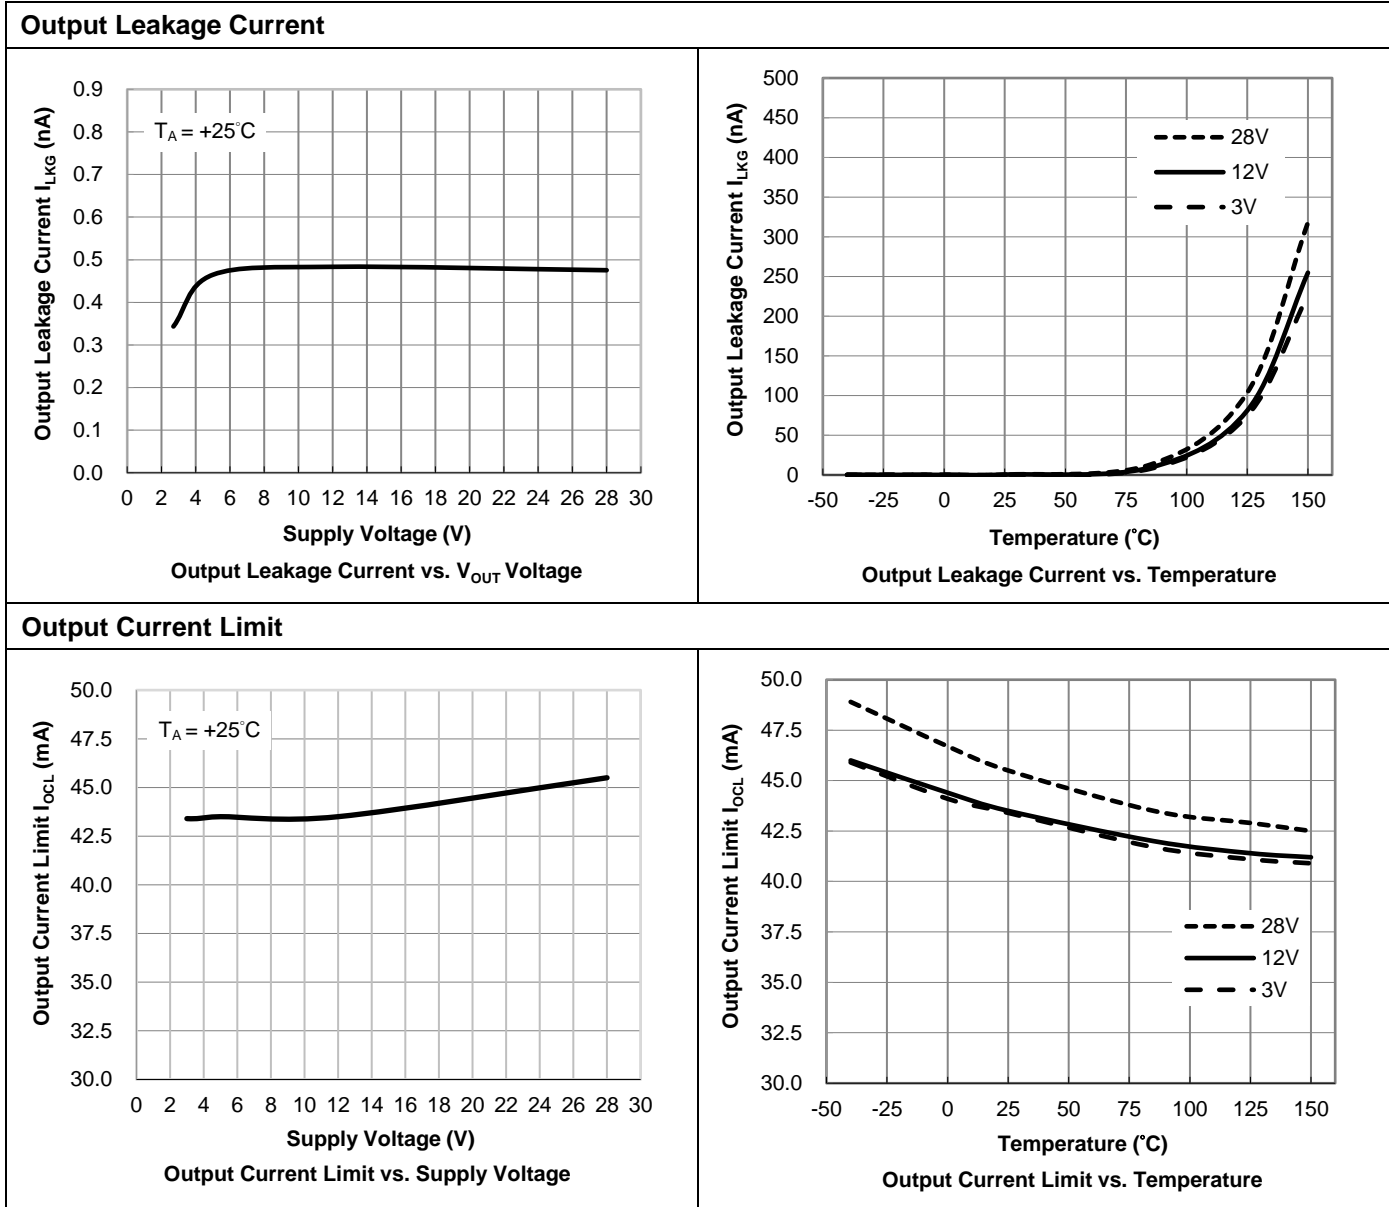 Output Leakage Current
Output Leakage Current I_LKG (nA)
0.9
0.8
0.7
0.6
0.5
0.4
0.3
0.2
0.1
0.0
T_A = +25°C
0 2 4 6 8 10 12 14 16 18 20 22 24 26 28 30
Supply Voltage (V)
Output Leakage Current vs. V_OUT Voltage
Output Leakage Current I_LKG (nA)
500
450
400
350
300
250
200
150
100
50
0
28V
12V
3V
-50 -25 0 25 50 75 100 125 150
Temperature (°C)
Output Leakage Current vs. Temperature
Output Current Limit
Output Current Limit I_OCL (mA)
50.0
47.5
45.0
42.5
40.0
37.5
35.0
32.5
30.0
T_A = +25°C
0 2 4 6 8 10 12 14 16 18 20 22 24 26 28 30
Supply Voltage (V)
Output Current Limit vs. Supply Voltage
Output Current Limit I_OCL (mA)
50.0
47.5
45.0
42.5
40.0
37.5
35.0
32.5
30.0
28V
12V
3V
-50 -25 0 25 50 75 100 125 150
Temperature (°C)
Output Current Limit vs. Temperature